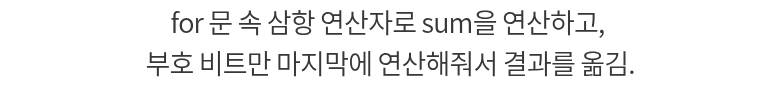 for 문 속 삼항 연산자로 sum을 연산하고,
부호 비트만 마지막에 연산해줘서 결과를 옮김.